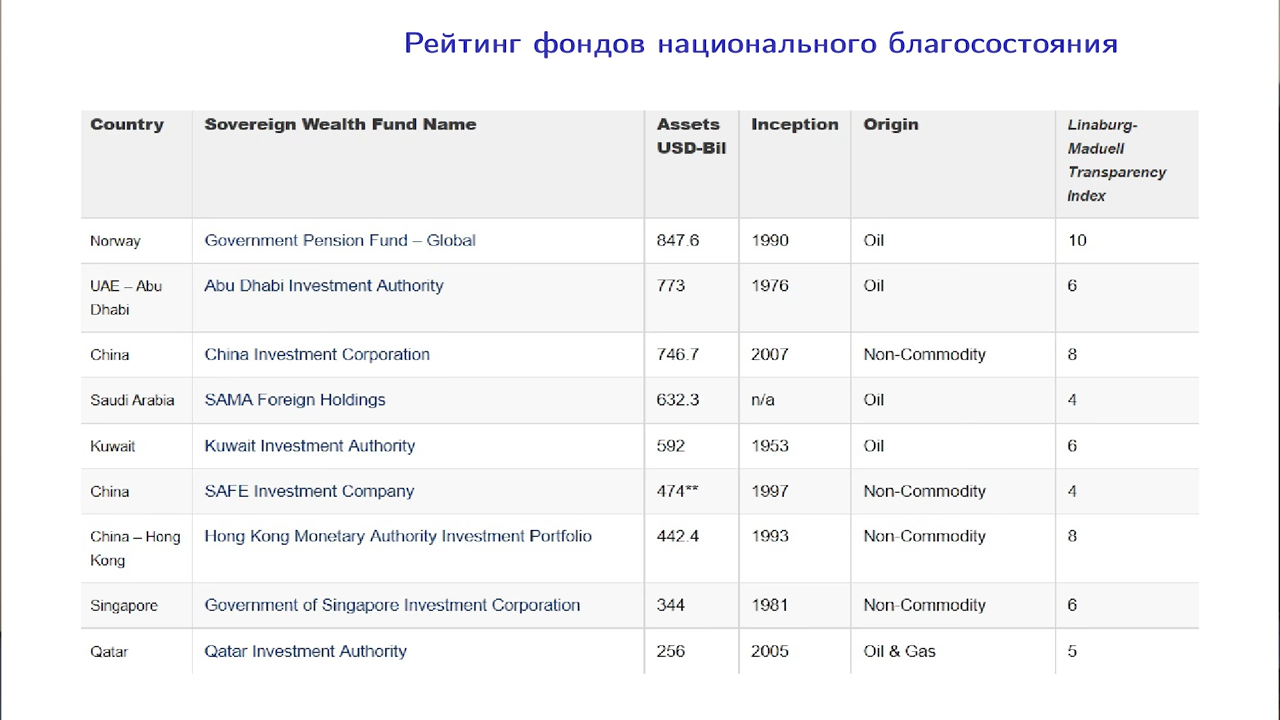 Рейтинг фондов национального благосостояния
Country Sovereign Wealth Fund Name Assets USD-Bil Inception Origin Linaburg-Maduell Transparency Index
Norway Government Pension Fund – Global 847.6 1990 Oil 10
UAE – Abu Dhabi Abu Dhabi Investment Authority 773 1976 Oil 6
China China Investment Corporation 746.7 2007 Non-Commodity 8
Saudi Arabia SAMA Foreign Holdings 632.3 n/a Oil 4
Kuwait Kuwait Investment Authority 592 1953 Oil 6
China SAFE Investment Company 474** 1997 Non-Commodity 4
China – Hong Kong Hong Kong Monetary Authority Investment Portfolio 442.4 1993 Non-Commodity 8
Singapore Government of Singapore Investment Corporation 344 1981 Non-Commodity 6
Qatar Qatar Investment Authority 256 2005 Oil & Gas 5